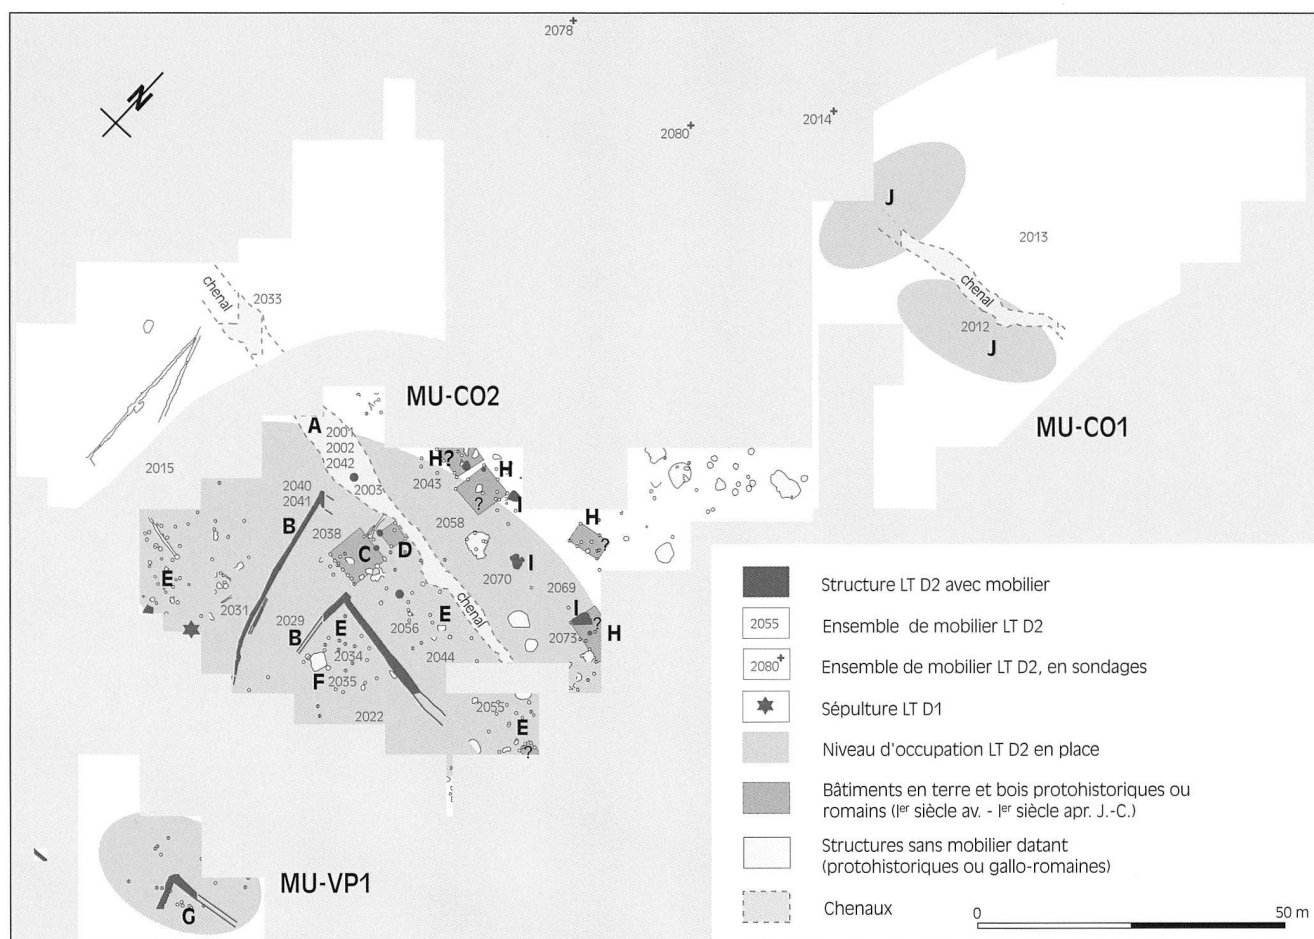 2078+
N
2080+
2014+
J
2013
chenal
2033
chenal
2012
J
MU-CO2
MU-CO1
A
2001
2002
2042
2003
H?
H
2043
?
I
2015
2040
2041
B
2038
C
D
2058
H
?
I
2070
2069
E
2031
2029
B
E
2034
2056
E
2044
chenal
I
?
2073
H
F
2035
2022
2055
E
?
MU-VP1
G
Structure LT D2 avec mobilier
2055
Ensemble de mobilier LT D2
2080+
Ensemble de mobilier LT D2, en sondages
Sépulture LT D1
Niveau d'occupation LT D2 en place
Bâtiments en terre et bois protohistoriques ou
romains (Ier siècle av. - Ier siècle apr. J.-C.)
Structures sans mobilier datant
(protohistoriques ou gallo-romaines)
Chenaux
0
50 m